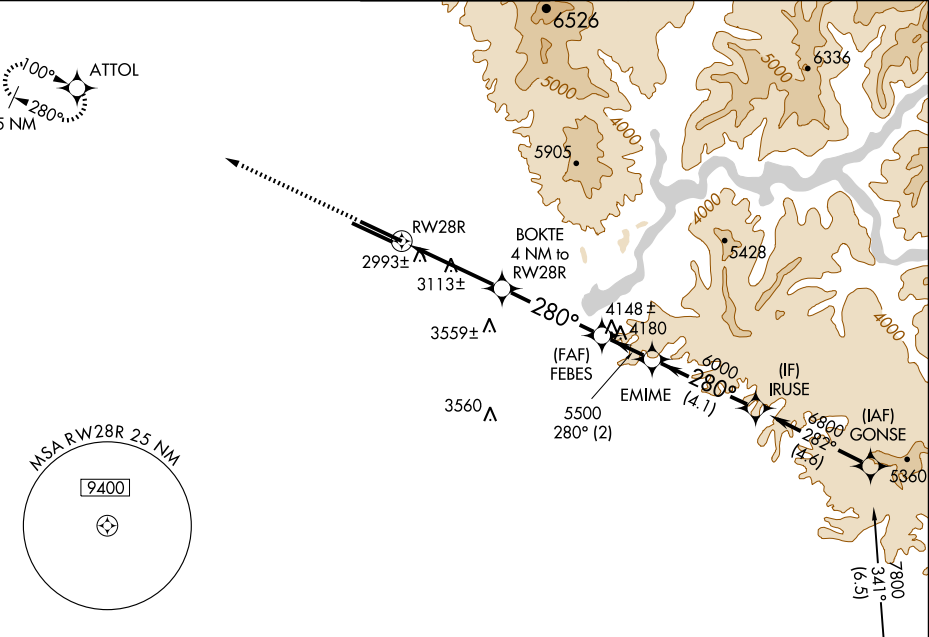 6526
6336
5000
5000
4000
5905
100°
ATTOL
280°
5 NM
4000
5428
RW28R
2993±
3113±
BOKTE
4 NM to
RW28R
280°
3559±
4148±
4180
4000
(FAF)
FEBES
EMIME
6000
280°
(4.1)
(IF)
IRUSE
5500
280° (2)
3560
6800
282°
(4.6)
(IAF)
GONSE
5360
MSA RW28R 25 NM
9400
7800
341°
(6.5)